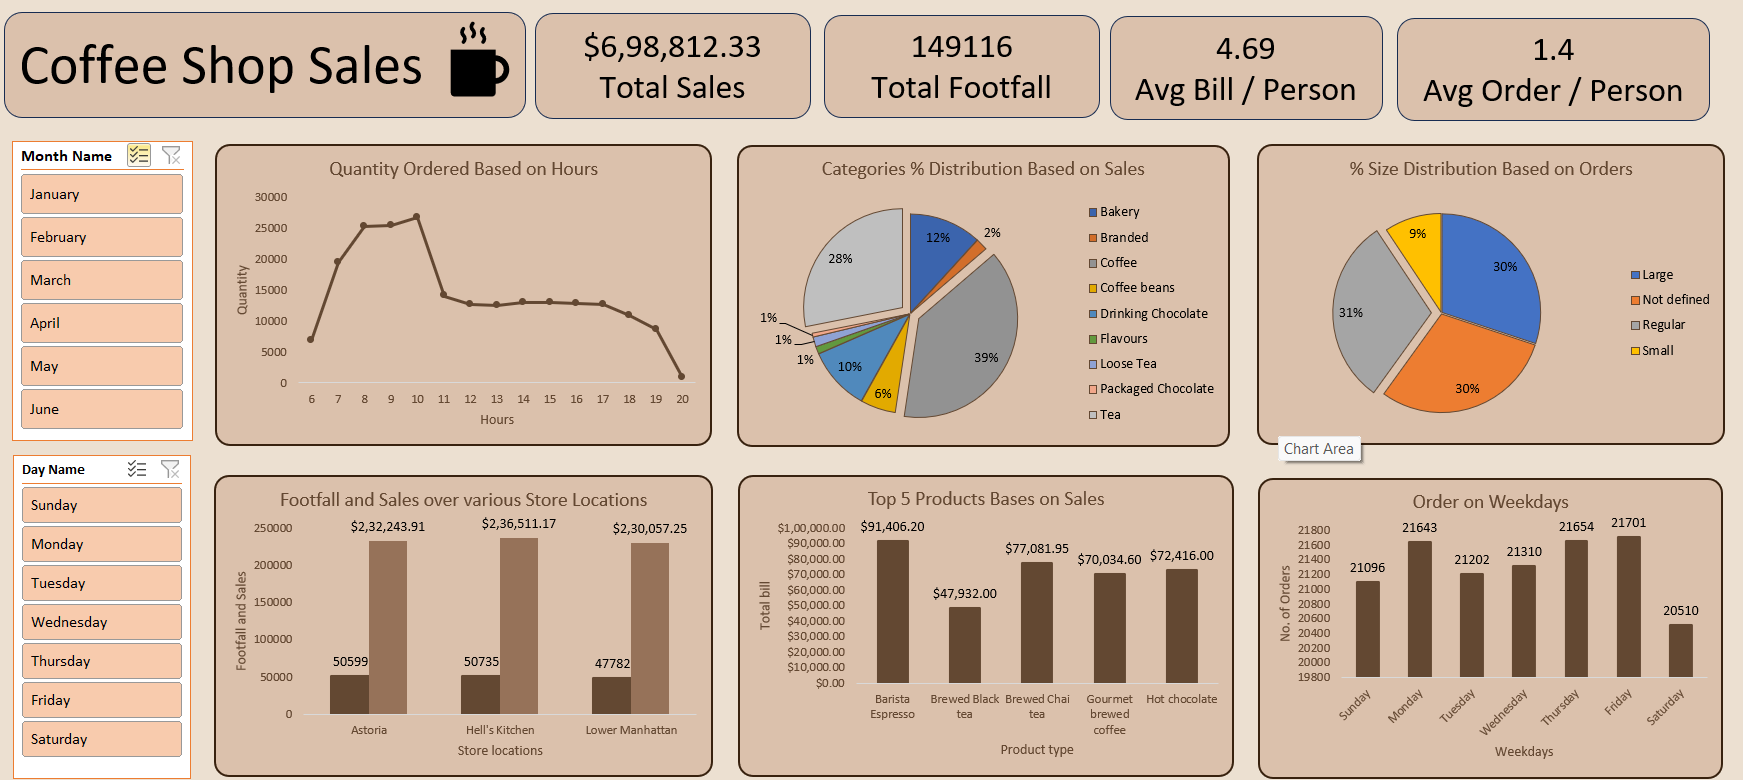 Coffee Shop Sales
$6,98,812.33
Total Sales
149116
Total Footfall
4.69
Avg Bill / Person
1.4
Avg Order / Person
Month Name
January
February
March
April
May
June
Day Name
Sunday
Monday
Tuesday
Wednesday
Thursday
Friday
Saturday
Quantity Ordered Based on Hours
Quantity
30000
25000
20000
15000
10000
5000
0
6 7 8 9 10 11 12 13 14 15 16 17 18 19 20
Hours
Categories % Distribution Based on Sales
12%
2%
28%
39%
1%
1%
1%
10%
6%
Bakery
Branded
Coffee
Coffee beans
Drinking Chocolate
Flavours
Loose Tea
Packaged Chocolate
Tea
% Size Distribution Based on Orders
9%
30%
31%
30%
Large
Not defined
Regular
Small
Chart Area
Footfall and Sales over various Store Locations
Footfall and Sales
250000
200000
150000
100000
50000
0
$2,32,243.91
$2,36,511.17
$2,30,057.25
50599
50735
47782
Astoria
Hell's Kitchen
Lower Manhattan
Store locations
Top 5 Products Bases on Sales
Total bill
$1,00,000.00
$90,000.00
$80,000.00
$70,000.00
$60,000.00
$50,000.00
$40,000.00
$30,000.00
$20,000.00
$10,000.00
$0.00
$91,406.20
$47,932.00
$77,081.95
$70,034.60
$72,416.00
Barista
Espresso
Brewed Black
tea
Brewed Chai
tea
Gourmet
brewed
coffee
Hot chocolate
Product type
Order on Weekdays
No. of Orders
21800
21600
21400
21200
21000
20800
20600
20400
20200
20000
19800
21096
21643
21202
21310
21654
21701
20510
Sunday
Monday
Tuesday
Wednesday
Thursday
Friday
Saturday
Weekdays